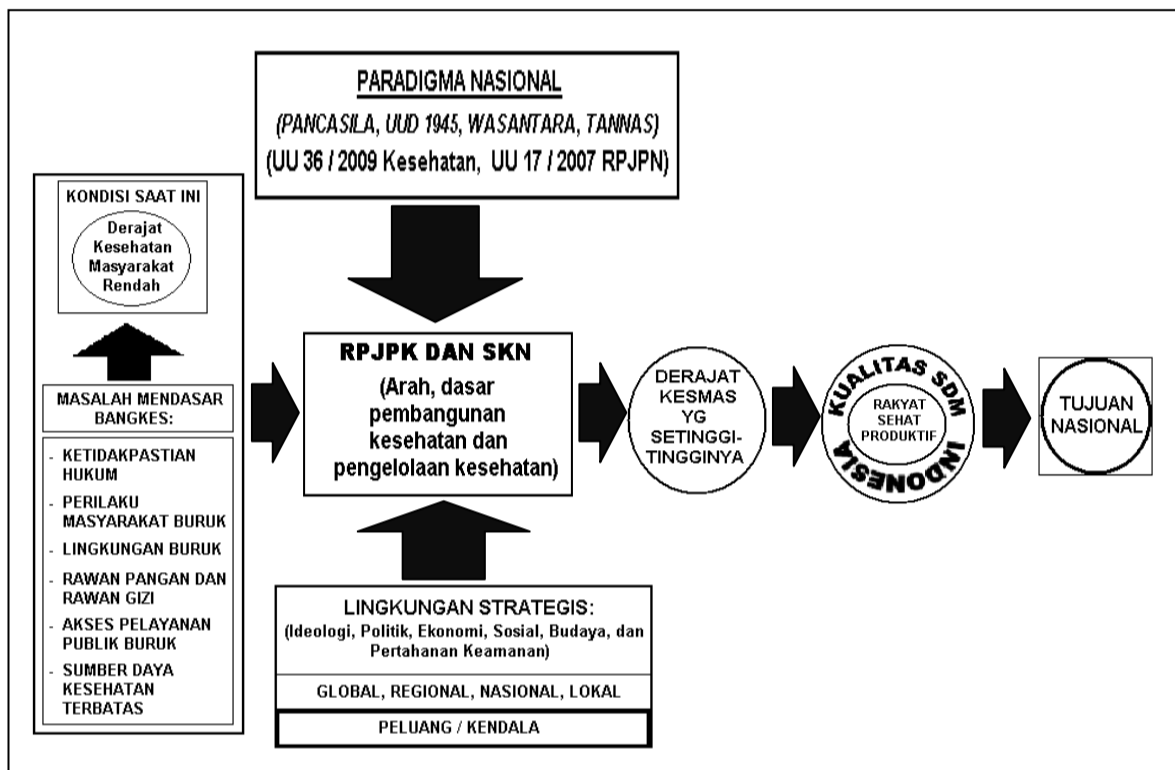 PARADIGMA NASIONAL
(PANCASILA, UUD 1945, WASANTARA, TANNAS)
(UU 36 / 2009 Kesehatan, UU 17 / 2007 RPJPN)
KONDISI SAAT INI
Derajat
Kesehatan
Masyarakat
Rendah
MASALAH MENDASAR
BANGKES:
- KETIDAKPASTIAN
HUKUM
- PERILAKU
MASYARAKAT BURUK
- LINGKUNGAN BURUK
- RAWAN PANGAN DAN
RAWAN GIZI
- AKSES PELAYANAN
PUBLIK BURUK
- SUMBER DAYA
KESEHATAN
TERBATAS
RPJPK DAN SKN
(Arah, dasar
pembangunan
kesehatan dan
pengelolaan kesehatan)
LINGKUNGAN STRATEGIS:
(Ideologi, Politik, Ekonomi, Sosial, Budaya, dan
Pertahanan Keamanan)
GLOBAL, REGIONAL, NASIONAL, LOKAL
PELUANG / KENDALA
DERAJAT
KESMAS
YG
SETINGGI-
TINGGINYA
KUALITAS SDM
RAKYAT
SEHAT
PRODUKTIF
INDONESIA
TUJUAN
NASIONAL